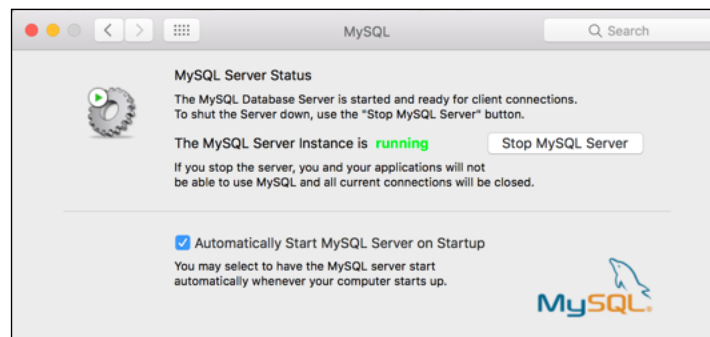 MySQL
Search
MySQL Server Status
The MySQL Database Server is started and ready for client connections.
To shut the Server down, use the "Stop MySQL Server" button.
The MySQL Server Instance is running
Stop MySQL Server
If you stop the server, you and your applications will not
be able to use MySQL and all current connections will be closed.
Automatically Start MySQL Server on Startup
You may select to have the MySQL server start
automatically whenever your computer starts up.
MySQL®